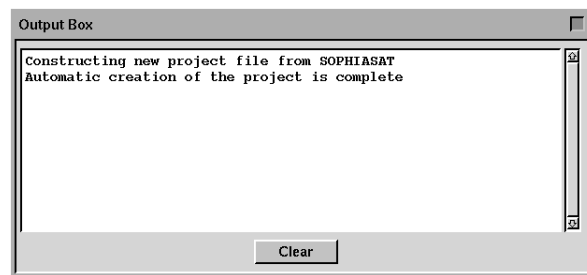 Output Box
Constructing new project file from SOPHIASAT
Automatic creation of the project is complete
Clear